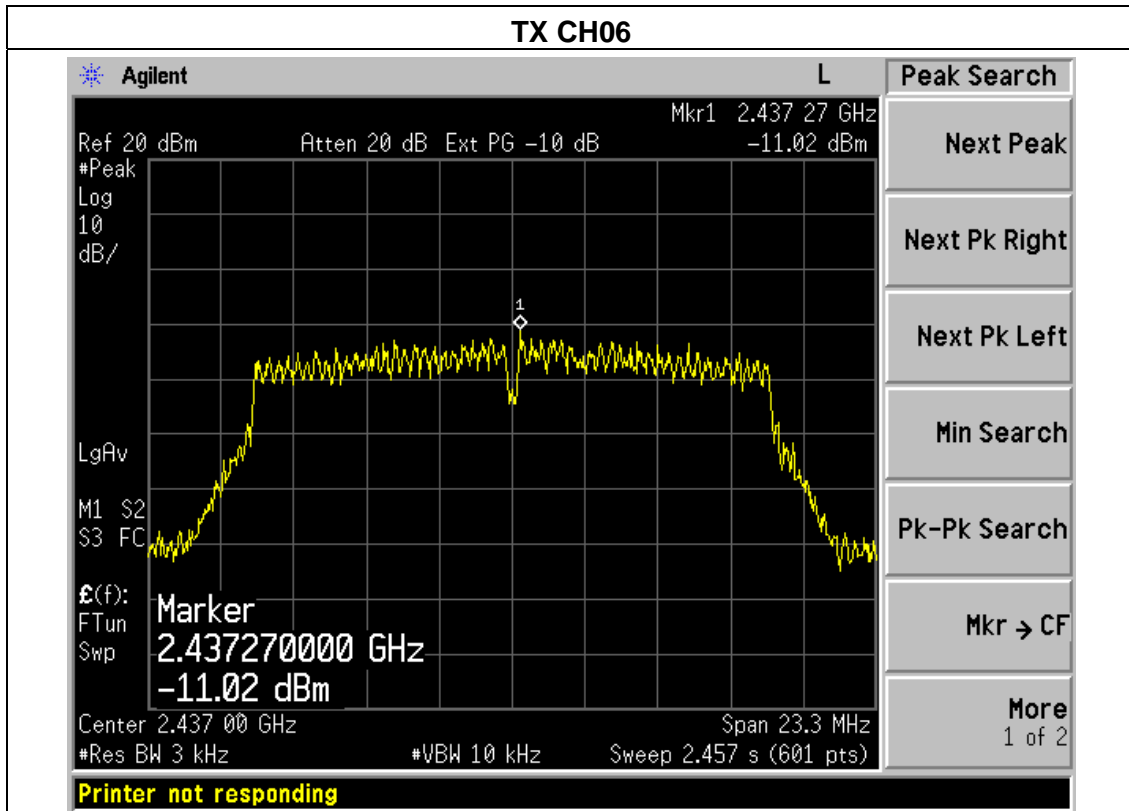 TX CH06
Agilent L Peak Search
Mkr1 2.437 27 GHz
Ref 20 dBm Atten 20 dB Ext PG -10 dB -11.02 dBm
#Peak
Log
10
dB/
1
LgAv
M1 S2
S3 FC
£(f):
FTun
Swp
Marker
2.437270000 GHz
-11.02 dBm
Center 2.437 00 GHz Span 23.3 MHz
#Res BW 3 kHz #VBW 10 kHz Sweep 2.457 s (601 pts)
Printer not responding
Next Peak
Next Pk Right
Next Pk Left
Min Search
Pk-Pk Search
Mkr → CF
More
1 of 2